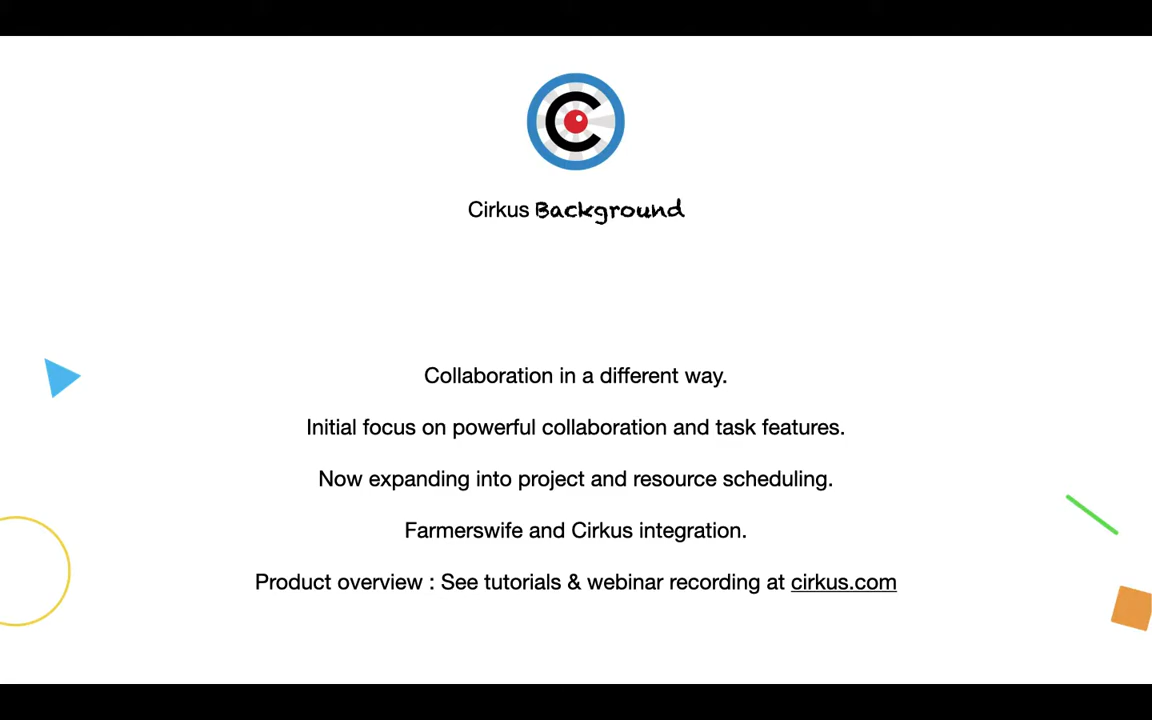 C
Cirkus Background
Collaboration in a different way.
Initial focus on powerful collaboration and task features.
Now expanding into project and resource scheduling.
Farmerswife and Cirkus integration.
Product overview : See tutorials & webinar recording at cirkus.com